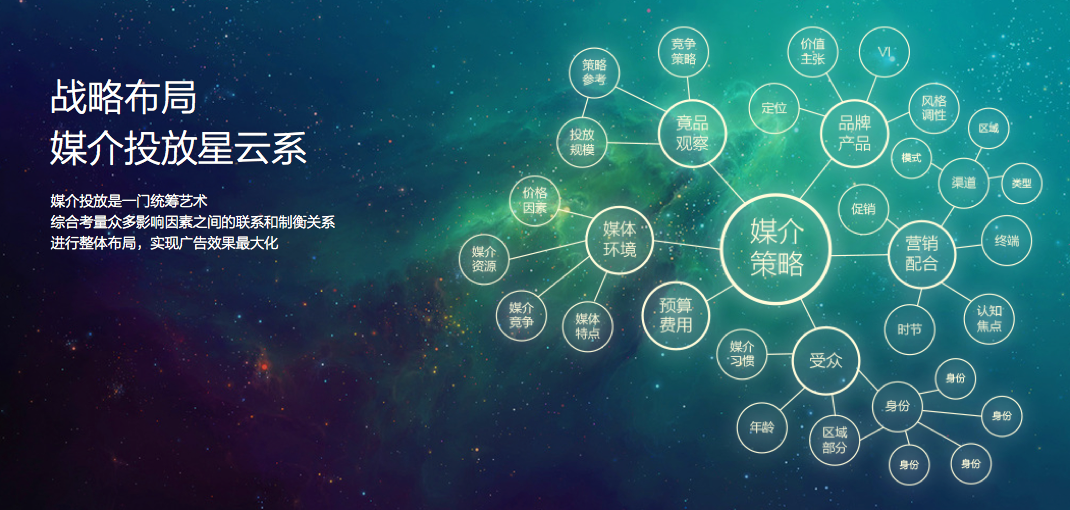 战略布局
媒介投放星云系
媒介投放是一门统筹艺术
综合考量众多影响因素之间的联系和制衡关系
进行整体布局，实现广告效果最大化
策略
参考
竞争
策略
投放
规模
竟品
观察
价值
主张
VI
定位
品牌
产品
风格
调性
区域
模式
渠道
类型
促销
营销
配合
终端
时节
认知
焦点
媒介
策略
价格
因素
媒体
环境
媒介
资源
媒介
竞争
媒体
特点
预算
费用
媒介
习惯
受众
年龄
区域
部分
身份
身份
身份
身份
身份